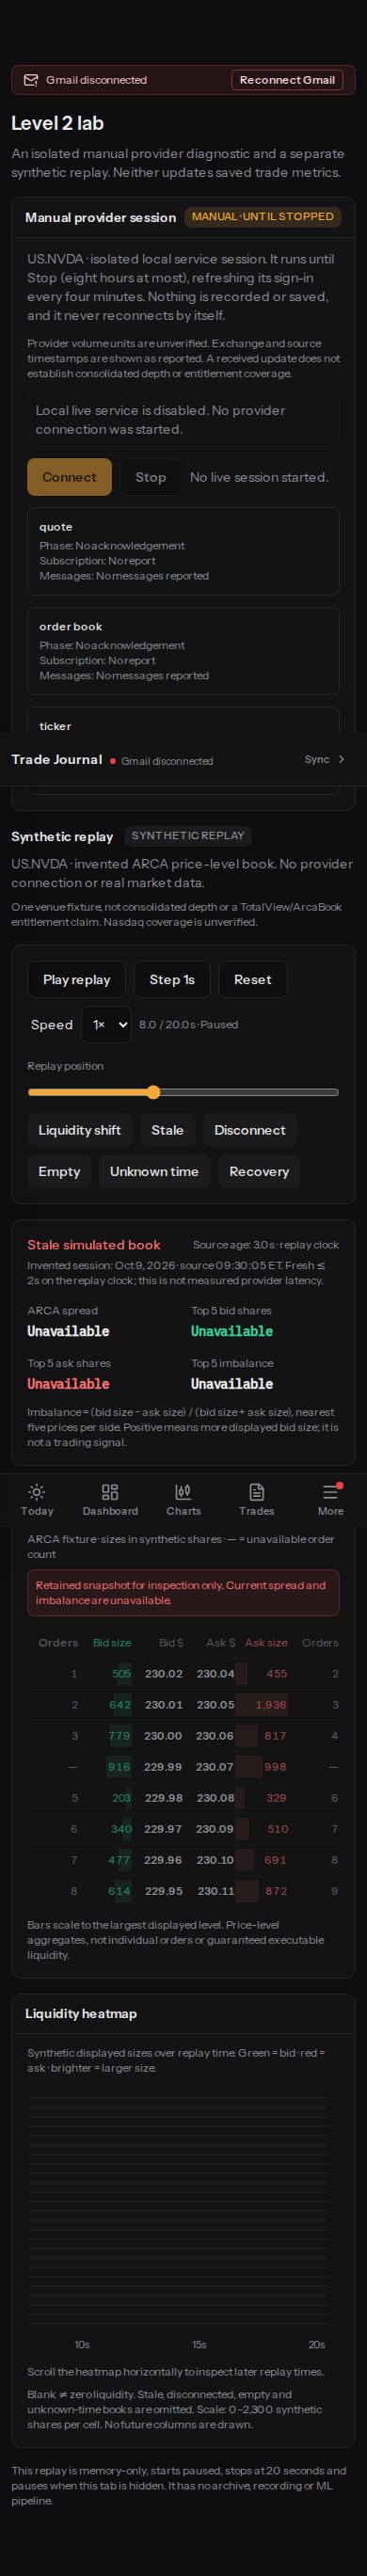 Gmail disconnected
Reconnect Gmail
Level 2 lab
An isolated manual provider diagnostic and a separate
synthetic replay. Neither updates saved trade metrics.
Manual provider session
MANUAL · UNTIL STOPPED
US.NVDA · isolated local service session. It runs until
Stop (eight hours at most), refreshing its sign-in
every four minutes. Nothing is recorded or saved,
and it never reconnects by itself.
Provider volume units are unverified. Exchange and source
timestamps are shown as reported. A received update does not
establish consolidated depth or entitlement coverage.
Local live service is disabled. No provider
connection was started.
Connect
Stop
No live session started.
quote
Phase: No acknowledgement
Subscription: No report
Messages: No messages reported
order book
Phase: No acknowledgement
Subscription: No report
Messages: No messages reported
ticker
Trade Journal
Gmail disconnected
Sync
Synthetic replay
SYNTHETIC REPLAY
US.NVDA · invented ARCA price-level book. No provider
connection or real market data.
One venue fixture, not consolidated depth or a TotalView/ArcaBook
entitlement claim. Nasdaq coverage is unverified.
Play replay
Step 1s
Reset
Speed
1×
8.0 / 20.0s · Paused
Replay position
Liquidity shift
Stale
Disconnect
Empty
Unknown time
Recovery
Stale simulated book
Source age: 3.0s · replay clock
Invented session: Oct 9, 2026 · source 09:30:05 ET. Fresh ≤
2s on the replay clock; this is not measured provider latency.
ARCA spread
Top 5 bid shares
Unavailable
Unavailable
Top 5 ask shares
Top 5 imbalance
Unavailable
Unavailable
Imbalance = (bid size − ask size) / (bid size + ask size), nearest
five prices per side. Positive means more displayed bid size; it is
not a trading signal.
Today
Dashboard
Charts
Trades
More
ARCA fixture · sizes in synthetic shares · — = unavailable order
count
Retained snapshot for inspection only. Current spread and
imbalance are unavailable.
Orders Bid size Bid $ Ask $ Ask size Orders
1 505 230.02 230.04 455 2
2 642 230.01 230.05 1,936 3
3 779 230.00 230.06 817 4
— 916 229.99 230.07 998 —
5 203 229.98 230.08 329 6
6 340 229.97 230.09 510 7
7 477 229.96 230.10 691 8
8 614 229.95 230.11 872 9
Bars scale to the largest displayed level. Price-level
aggregates, not individual orders or guaranteed executable
liquidity.
Liquidity heatmap
Synthetic displayed sizes over replay time. Green = bid · red =
ask · brighter = larger size.
10s
15s
20s
Scroll the heatmap horizontally to inspect later replay times.
Blank ≠ zero liquidity. Stale, disconnected, empty and
unknown-time books are omitted. Scale: 0–2,300 synthetic
shares per cell. No future columns are drawn.
This replay is memory-only, starts paused, stops at 20 seconds and
pauses when this tab is hidden. It has no archive, recording or ML
pipeline.